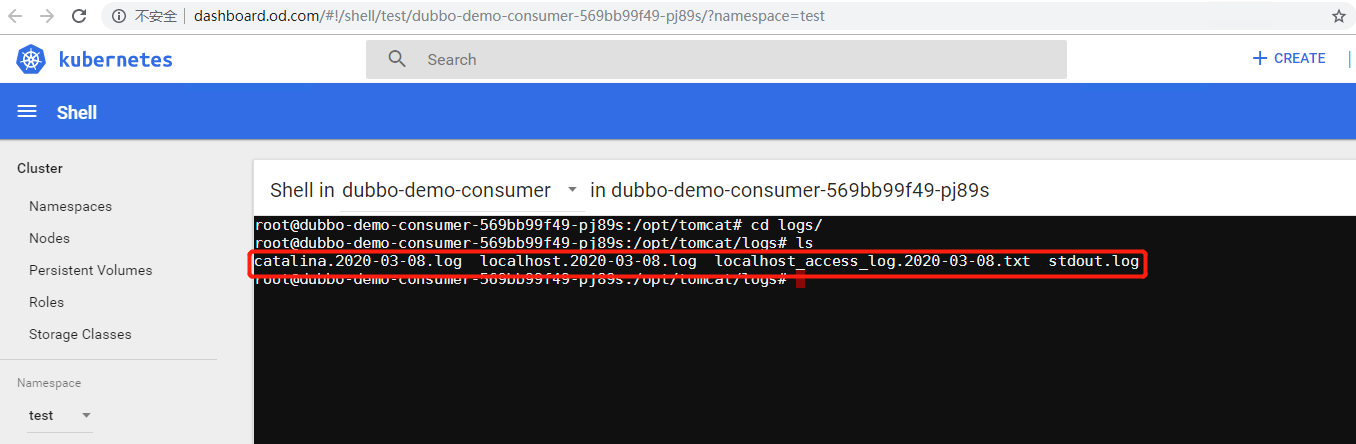 不安全 dashboard.od.com/#!/shell/test/dubbo-demo-consumer-569bb99f49-pj89s/?namespace=test
kubernetes
Search
CREATE
Shell
Cluster
Namespaces
Nodes
Persistent Volumes
Roles
Storage Classes
Namespace
test
Shell in dubbo-demo-consumer in dubbo-demo-consumer-569bb99f49-pj89s
root@dubbo-demo-consumer-569bb99f49-pj89s:/opt/tomcat# cd logs/
root@dubbo-demo-consumer-569bb99f49-pj89s:/opt/tomcat/logs# ls
catalina.2020-03-08.log localhost.2020-03-08.log localhost_access_log.2020-03-08.txt stdout.log
root@dubbo-demo-consumer-569bb99f49-pj89s:/opt/tomcat/logs#